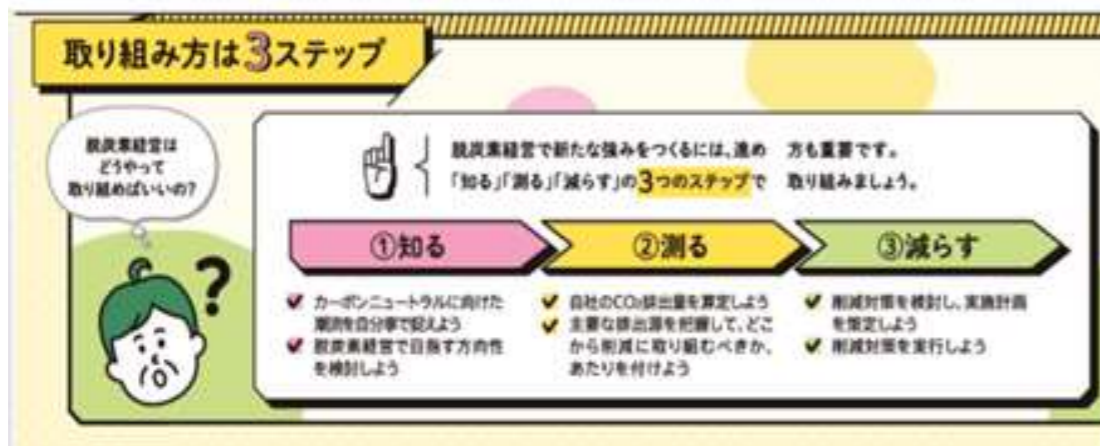 取り組み方は3ステップ
脱炭素経営は
どうやって
取り組めばいいの?
脱炭素経営で新たな強みをつくるには、進め 方も重要です。
「知る」「測る」「減らす」の3つのステップで 取り組みましょう。
①知る
カーボンニュートラルに向けた
潮流を自分事で捉えよう
脱炭素経営で目指す方向性
を検討しよう
②測る
自社のCO₂排出量を算定しよう
主要な排出源を把握して、どこ
から削減に取り組むべきか、
あたりを付けよう
③減らす
削減対策を検討し、実施計画
を策定しよう
削減対策を実行しよう
?